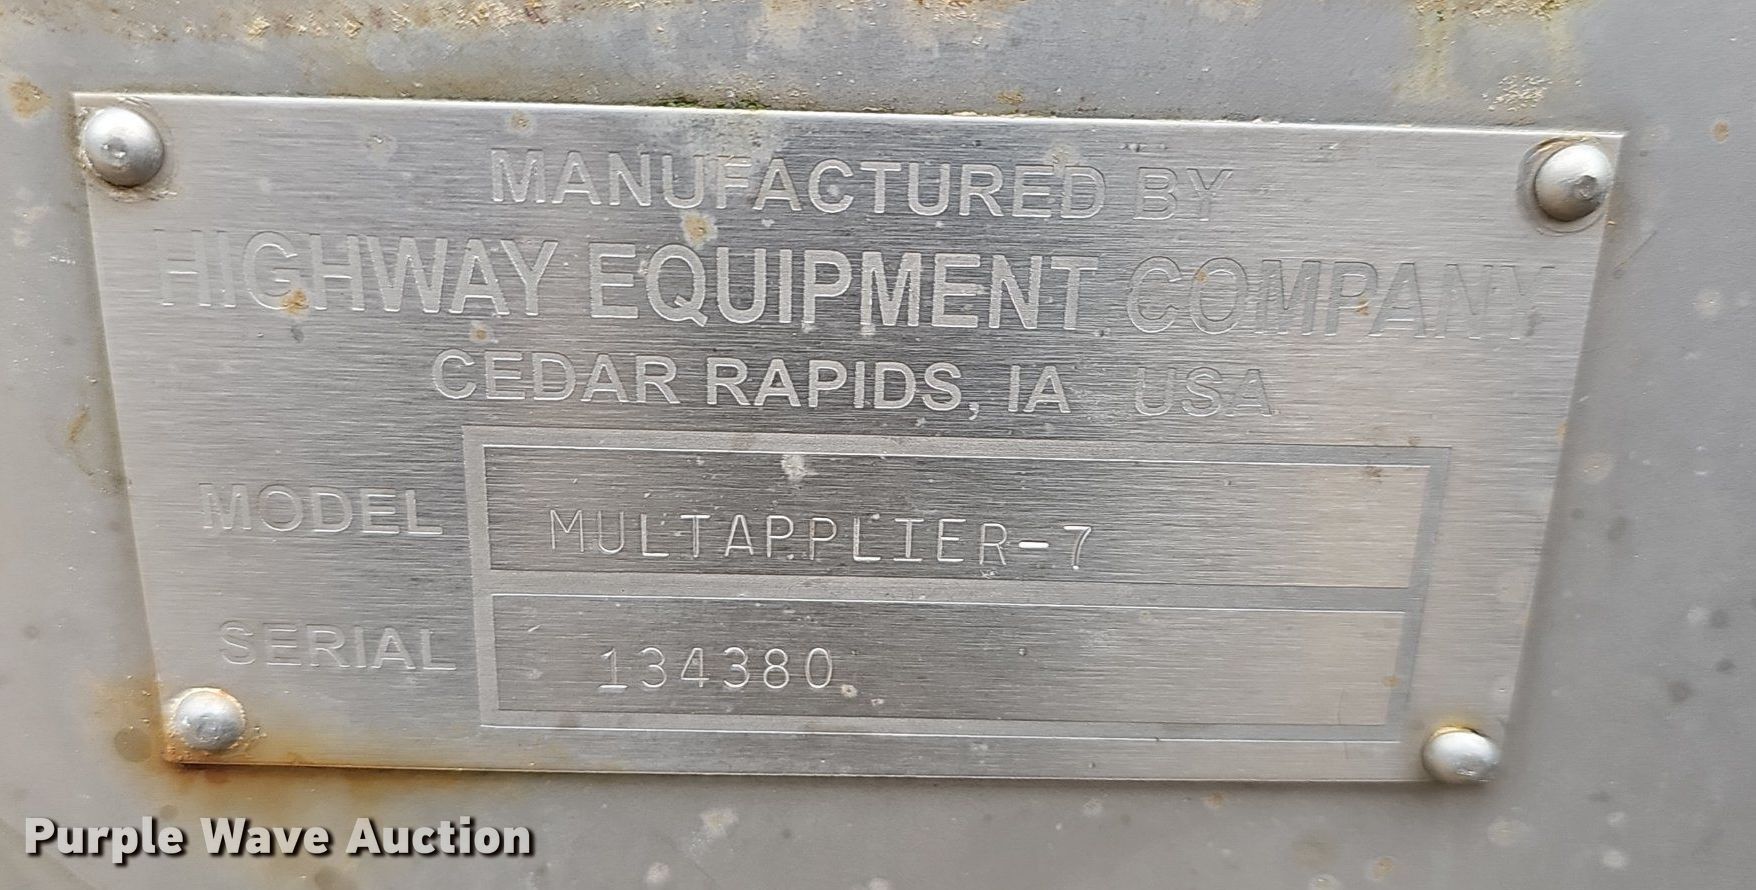 MANUFACTURED BY
HIGHWAY EQUIPMENT COMPANY
CEDAR RAPIDS, IA USA
MODEL MULTAPPLIER-7
SERIAL 134380
Purple Wave Auction